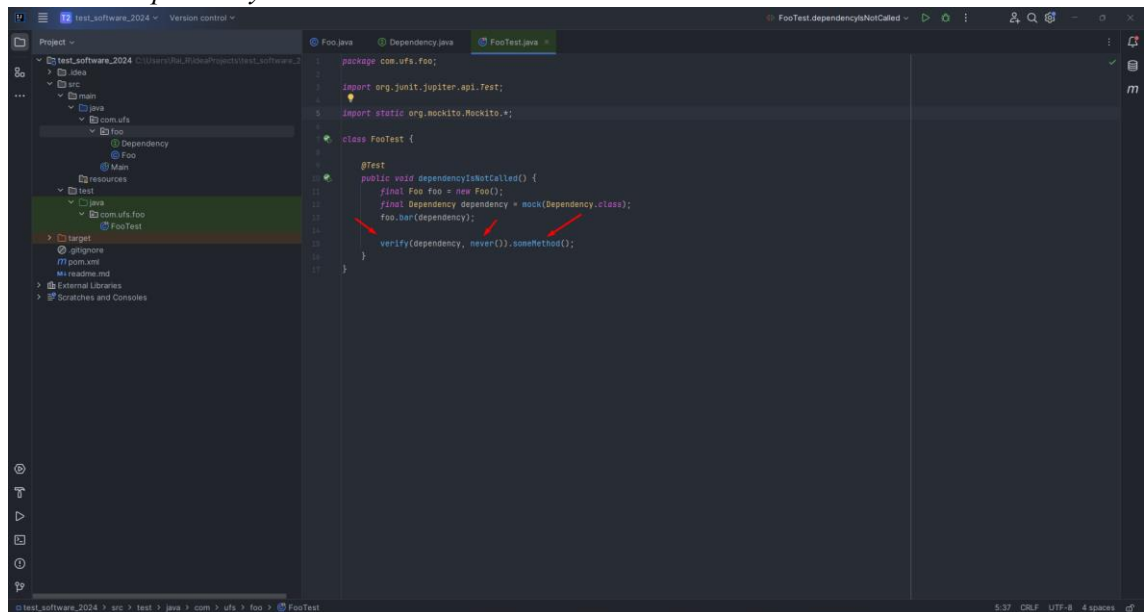 test_software_2024 Version control FooTest.dependencyIsNotCalled
Project Foo.java Dependency.java FooTest.java
test_software_2024
.idea
src
main
java
com.ufs
foo
Dependency
Foo
Main
resources
test
java
com.ufs.foo
FooTest
target
.gitignore
pom.xml
readme.md
External Libraries
Scratches and Consoles
package com.ufs.foo;
import org.junit.jupiter.api.Test;
import static org.mockito.Mockito.*;
class FooTest {
@Test
public void dependencyIsNotCalled() {
final Foo foo = new Foo();
final Dependency dependency = mock(Dependency.class);
foo.bar(dependency);
verify(dependency, never()).someMethod();
}
}
test_software_2024 > src > test > java > com > ufs > foo > FooTest 5:37 CRLF UTF-8 4 spaces